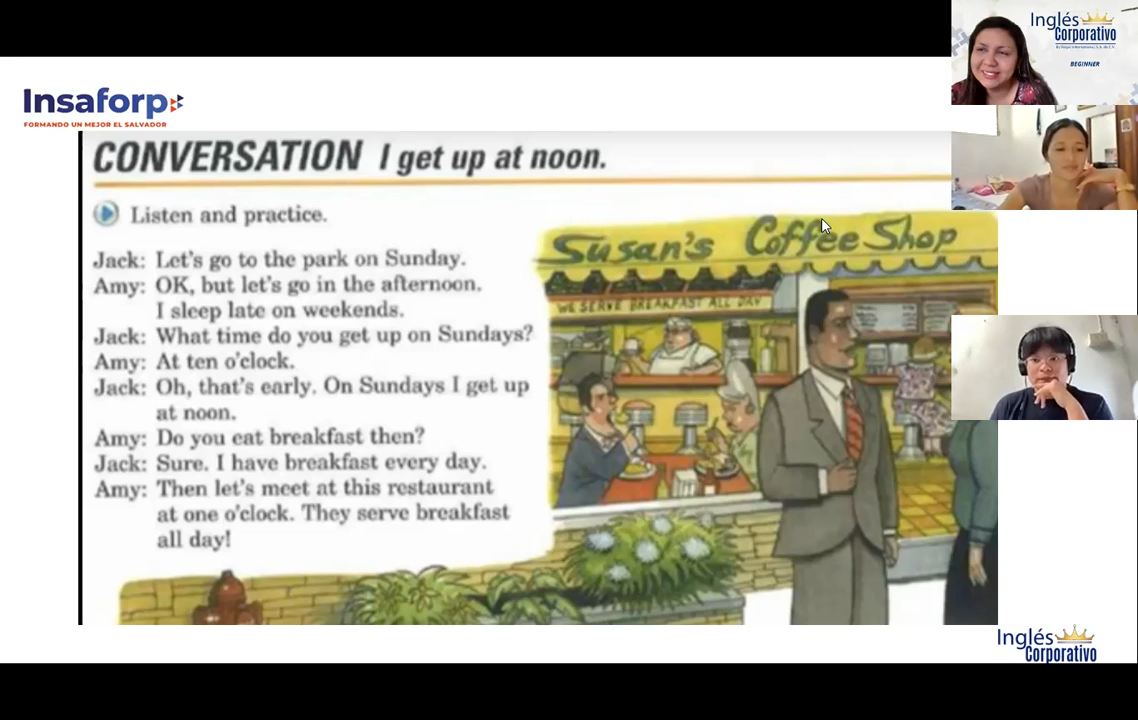 Inglés
Corporativo
BEGINNER
Insaforp
FORMANDO UN MEJOR EL SALVADOR
CONVERSATION I get up at noon.
Listen and practice.
Jack: Let's go to the park on Sunday.
Amy: OK, but let's go in the afternoon.
I sleep late on weekends.
Jack: What time do you get up on Sundays?
Amy: At ten o'clock.
Jack: Oh, that's early. On Sundays I get up
at noon.
Amy: Do you eat breakfast then?
Jack: Sure. I have breakfast every day.
Amy: Then let's meet at this restaurant
at one o'clock. They serve breakfast
all day!
Susan's Coffee Shop
WE SERVE BREAKFAST ALL DAY
Inglés
Corporativo